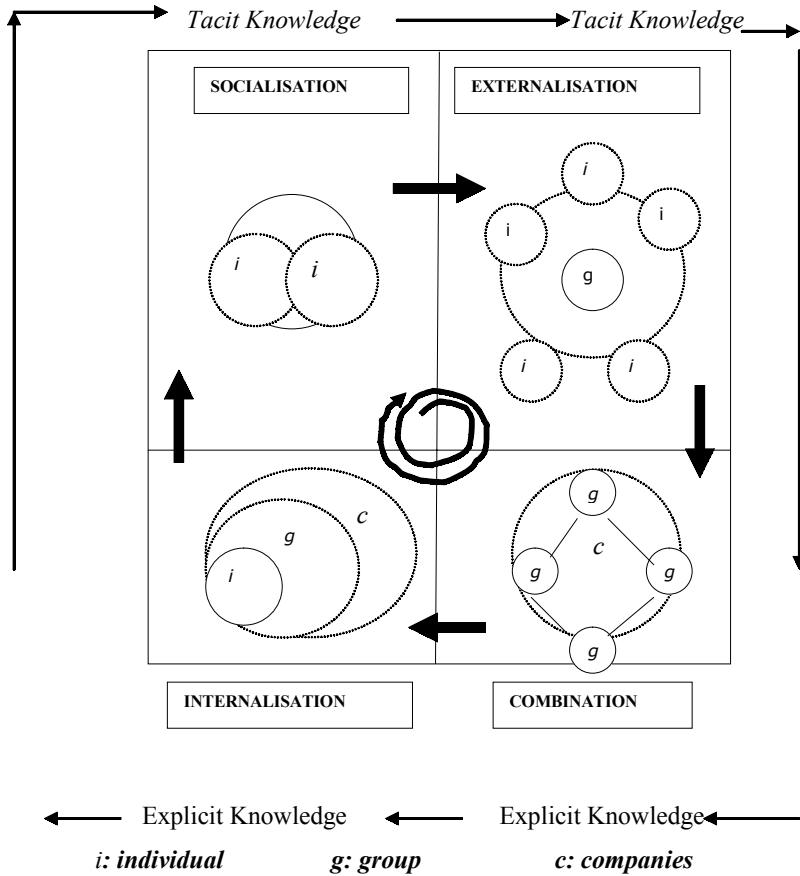 Tacit Knowledge Tacit Knowledge
SOCIALISATION EXTERNALISATION
i
i i
i i
g
i i
g
c
g c
i g g
g
INTERNALISATION COMBINATION
Explicit Knowledge Explicit Knowledge
i: individual g: group c: companies